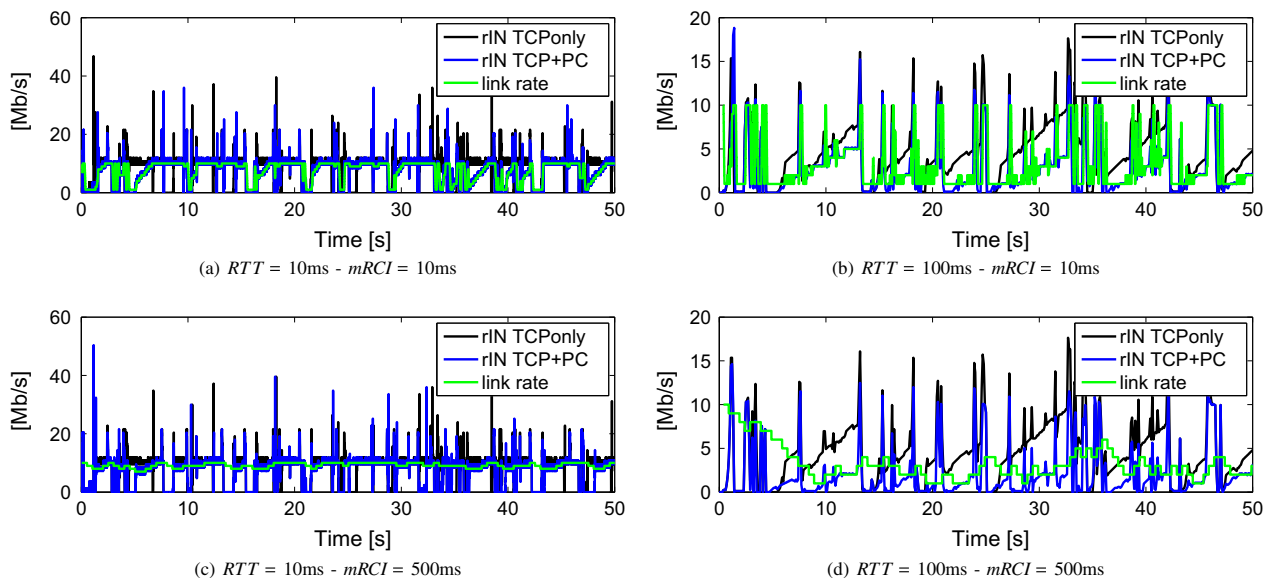 60
40
20
0
[Mb/s]
rIN TCPonly
rIN TCP+PC
link rate
0 10 20 30 40 50
Time [s]
(a) RTT = 10ms - mRCI = 10ms
20
15
10
5
0
[Mb/s]
rIN TCPonly
rIN TCP+PC
link rate
0 10 20 30 40 50
Time [s]
(b) RTT = 100ms - mRCI = 10ms
60
40
20
0
[Mb/s]
rIN TCPonly
rIN TCP+PC
link rate
0 10 20 30 40 50
Time [s]
(c) RTT = 10ms - mRCI = 500ms
20
15
10
5
0
[Mb/s]
rIN TCPonly
rIN TCP+PC
link rate
0 10 20 30 40 50
Time [s]
(d) RTT = 100ms - mRCI = 500ms